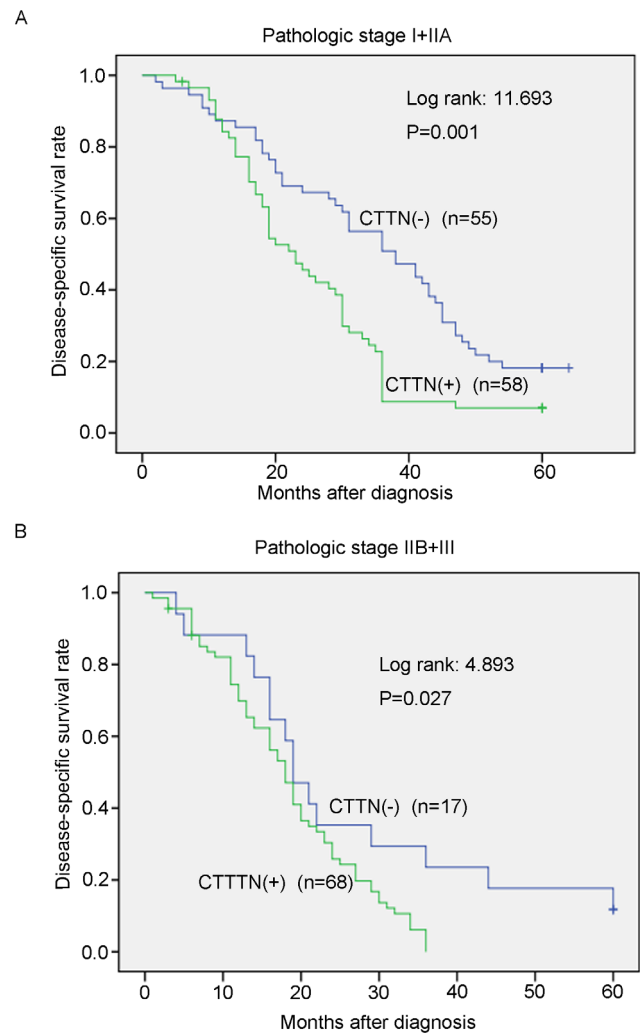 A
Pathologic stage I+IIA
Disease-specific survival rate
1.0
0.8
0.6
0.4
0.2
0.0
Log rank: 11.693
P=0.001
CTTN(-) (n=55)
CTTN(+) (n=58)
0 20 40 60
Months after diagnosis
B
Pathologic stage IIB+III
Disease-specific survival rate
1.0
0.8
0.6
0.4
0.2
0.0
Log rank: 4.893
P=0.027
CTTN(-) (n=17)
CTTTN(+) (n=68)
0 10 20 30 40 50 60
Months after diagnosis